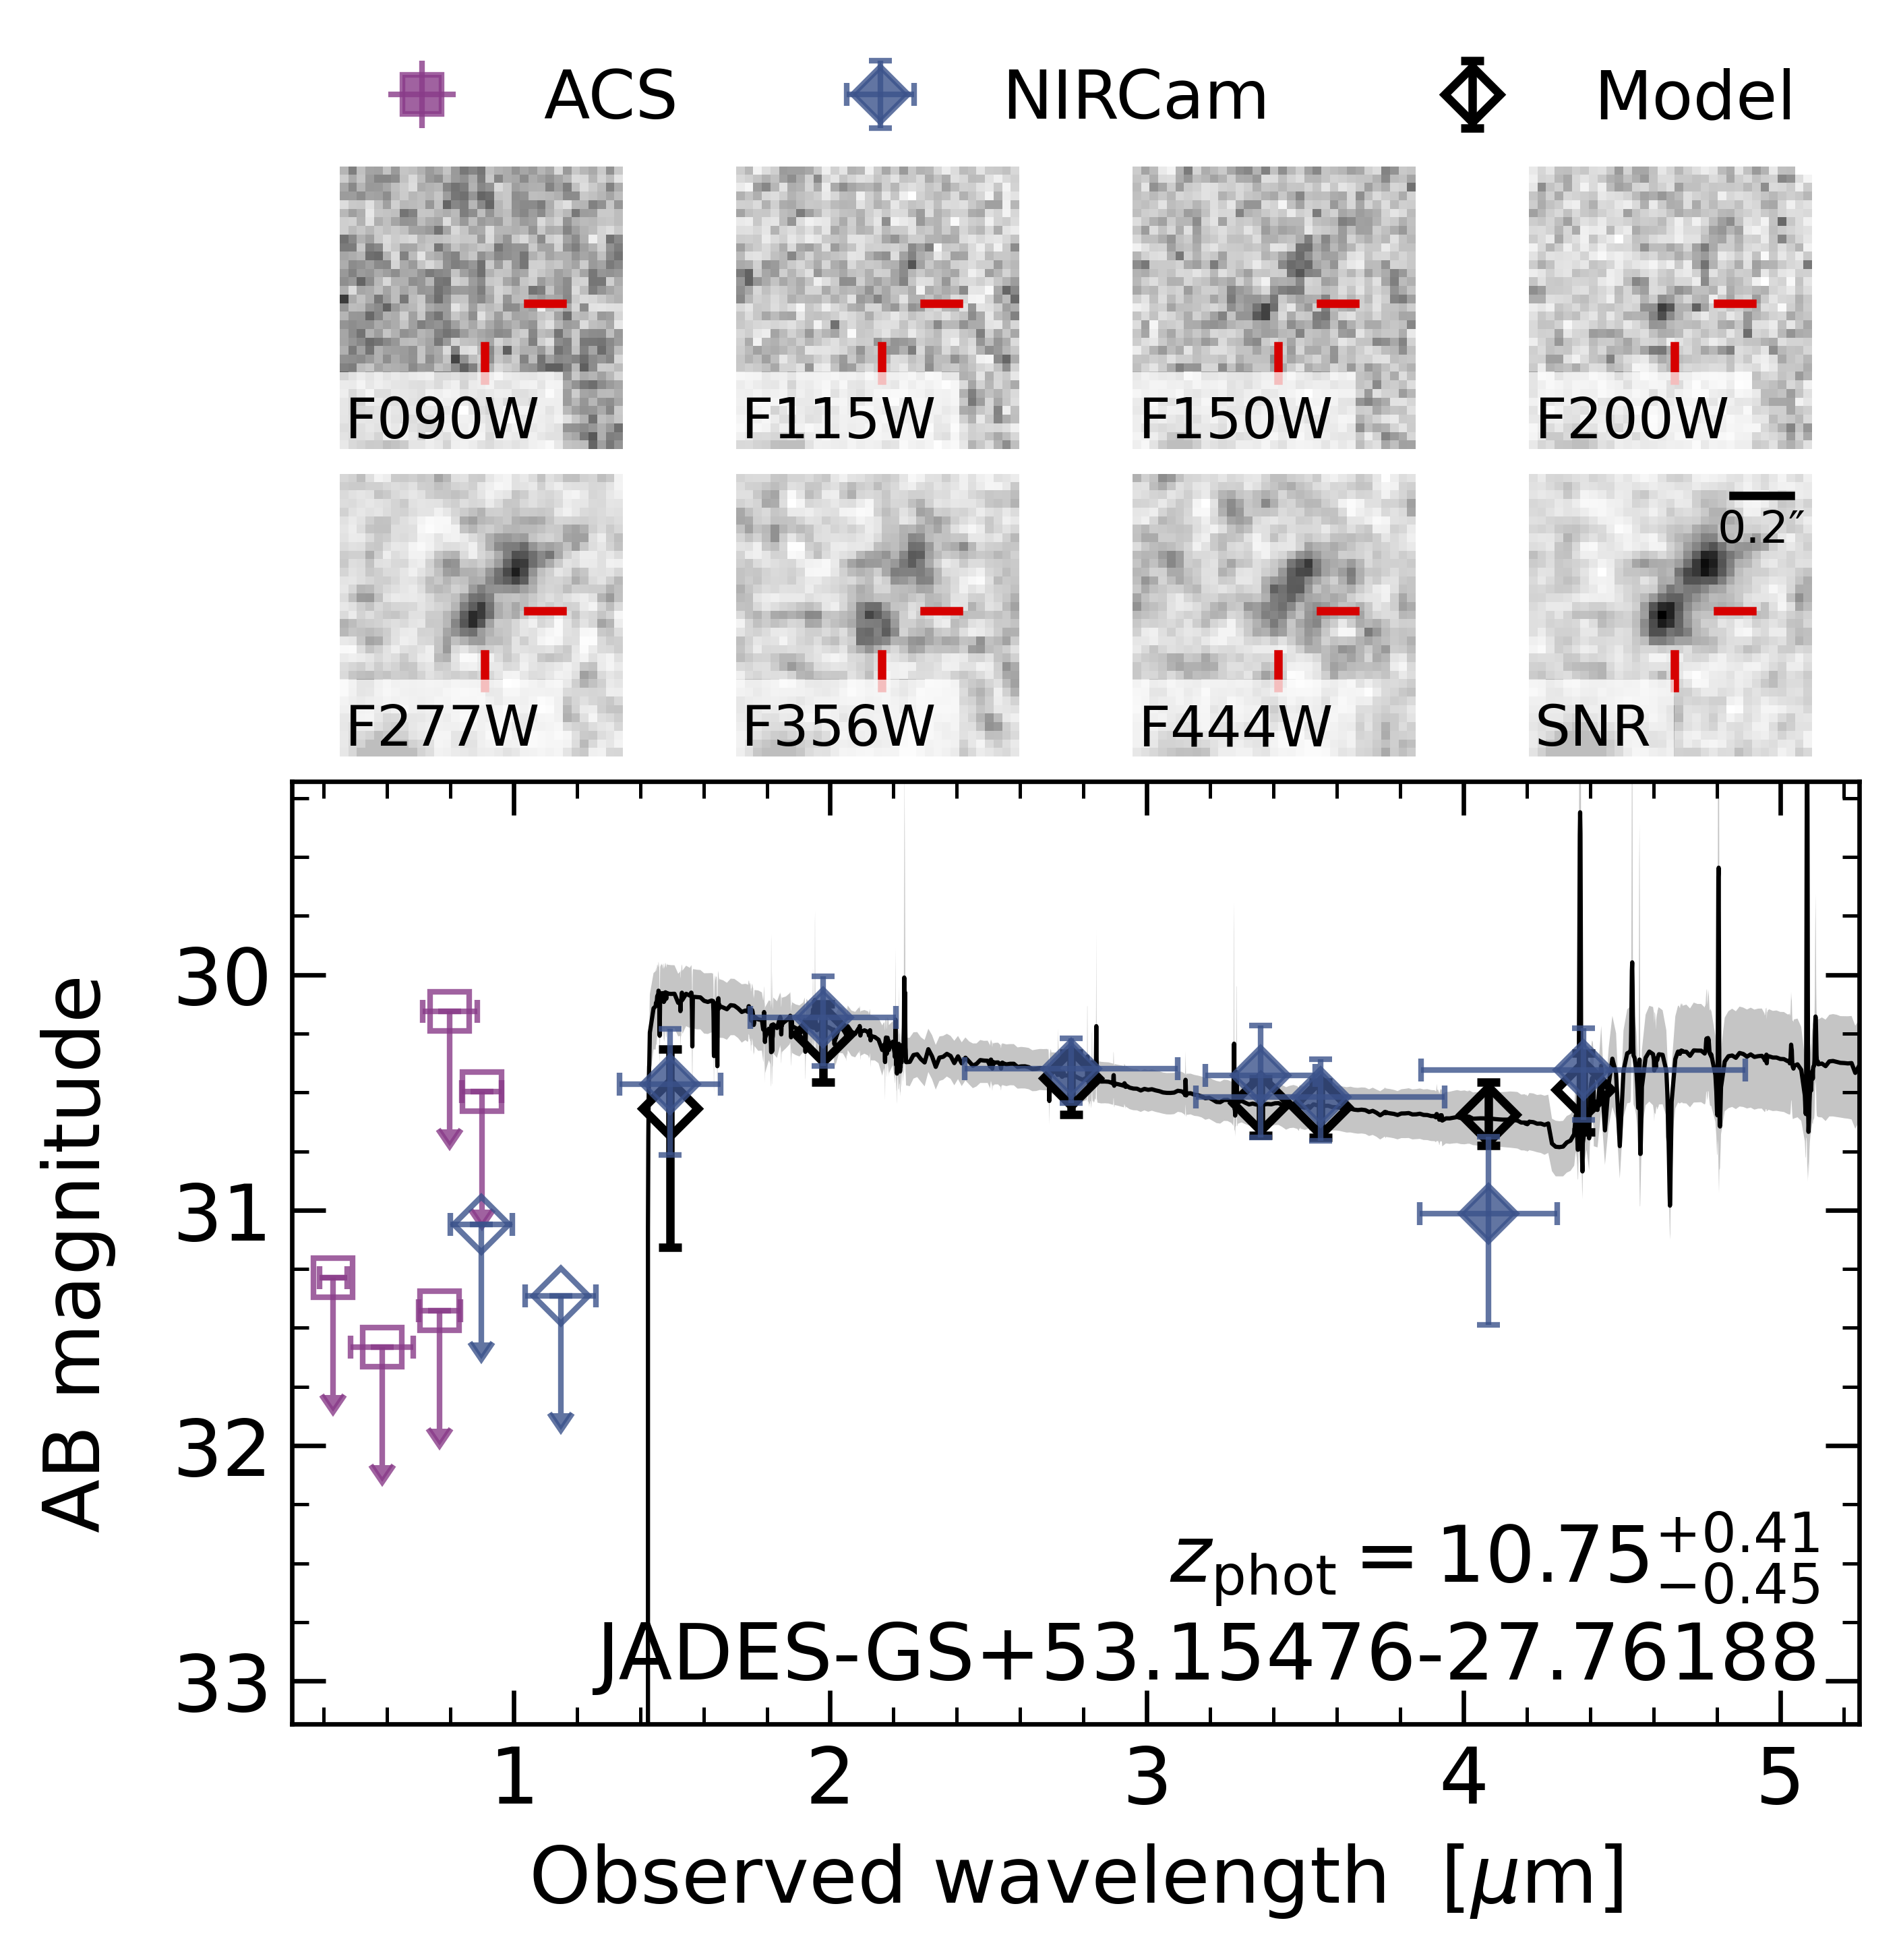 ACS NIRCam Model
F090W F115W F150W F200W
0.2″
F277W F356W F444W SNR
30
31
32
33
AB magnitude
z_phot = 10.75 +0.41 −0.45
JADES-GS+53.15476-27.76188
1 2 3 4 5
Observed wavelength [μm]